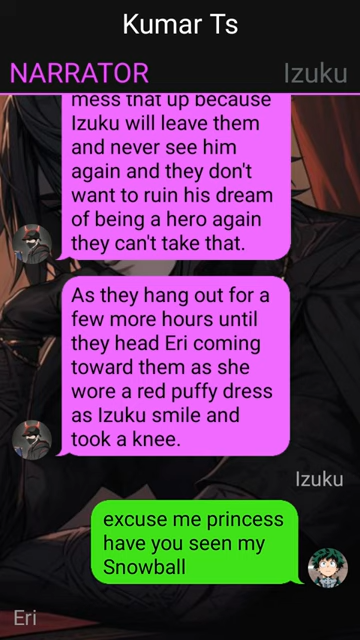 Kumar Ts
NARRATOR
Izuku
mess that up because
Izuku will leave them
and never see him
again and they don't
want to ruin his dream
of being a hero again
they can't take that.
As they hang out for a
few more hours until
they head Eri coming
toward them as she
wore a red puffy dress
as Izuku smile and
took a knee.
Izuku
excuse me princess
have you seen my
Snowball
Eri